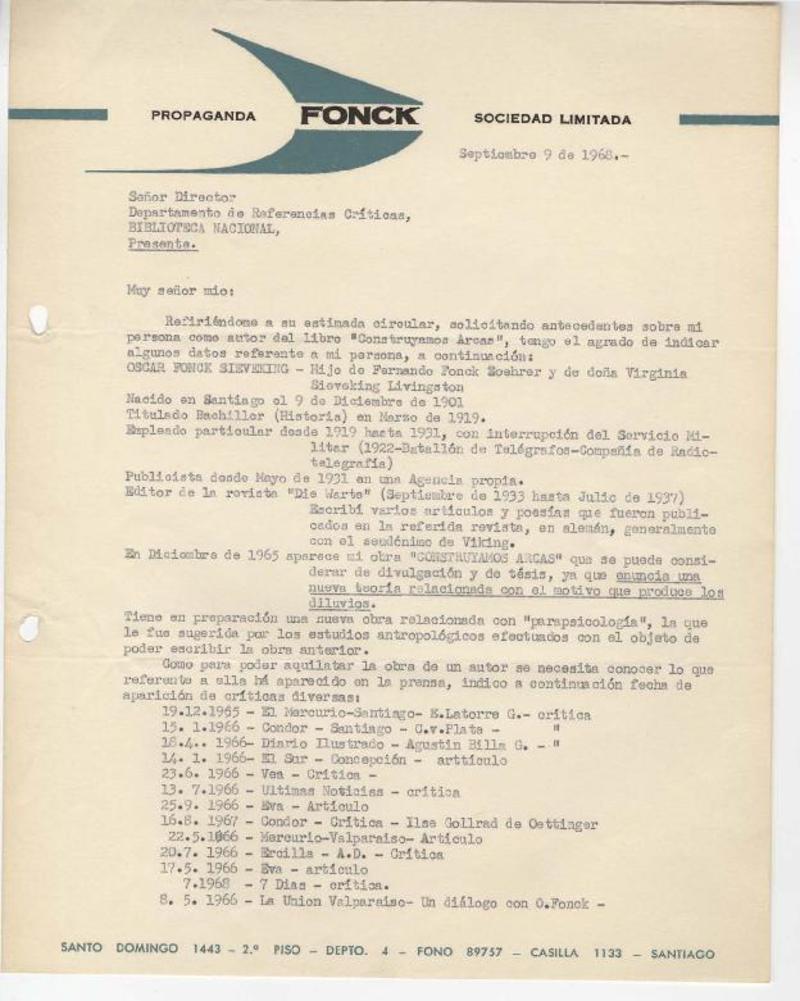 PROPAGANDA FONCK SOCIEDAD LIMITADA
Septiembre 9 de 1968.-
Señor Director
Departamento de Referencias Críticas,
BIBLIOTECA NACIONAL,
Presente.
Muy señor mio:
Refiriéndome a su estimada circular, solicitando antecedentes sobre mi
persona como autor del libro "Construyamos Arcas", tengo el agrado de indicar
algunos datos referente a mi persona, a continuación:
OSCAR FONCK SIEVEKING - Hijo de Fernando Fonck Soehrer y de doña Virginia
Sieveking Livingston
Nacido en Santiago el 9 de Diciembre de 1901
Titulado Bachiller (Historia) en Marzo de 1919.
Empleado particular desde 1919 hasta 1931, con interrupción del Servicio Mi-
litar (1922-Batallón de Telégrafos-Compañía de Radio-
telegrafía)
Publicista desde Mayo de 1931 en una Agencia propia.
Editor de la revista "Die Warte" (Septiembre de 1933 hasta Julio de 1937)
Escribí varios artículos y poesías que fueron publi-
cados en la referida revista, en alemán, generalmente
con el seudónimo de Viking.
En Diciembre de 1965 aparece mi obra "CONSTRUYAMOS ARCAS" que se puede consi-
derar de divulgación y de tésis, ya que anuncia una
nueva teoría relacionada con el motivo que produce los
diluvios.
Tiene en preparación una nueva obra relacionada con "parapsicología", la que
le fue sugerida por los estudios antropológicos efectuados con el objeto de
poder escribir la obra anterior.
Como para poder aquilatar la obra de un autor se necesita conocer lo que
referente a ella há aparecido en la prensa, indico a continuación fecha de
aparición de críticas diversas:
19.12.1965 - El Mercurio-Santiago- E.Latorre G.- crítica
15. 1.1966 - Condor - Santiago - C.v.Plate - "
18.4.. 1966- Diario Ilustrado - Agustin Billa G. - "
14. 1. 1966- El Sur - Concepción - arttículo
23.6. 1966 - Vea - Crítica -
13. 7.1966 - Ultimas Noticias - crítica
25.9. 1966 - Eva - Artículo
16.8. 1967 - Condor - Crítica - Ilse Gollrad de Oettinger
22.5.1966 - Mercurio-Valparaiso- Artículo
20.7. 1966 - Ercilla - A.D. - Crítica
17.5. 1966 - Eva - artículo
7.1968 - 7 Dias - crítica.
8. 5. 1966 - La Union Valparaiso- Un diálogo con O.Fonck -
SANTO DOMINGO 1443 - 2.º PISO - DEPTO. 4 - FONO 89757 - CASILLA 1133 - SANTIAGO